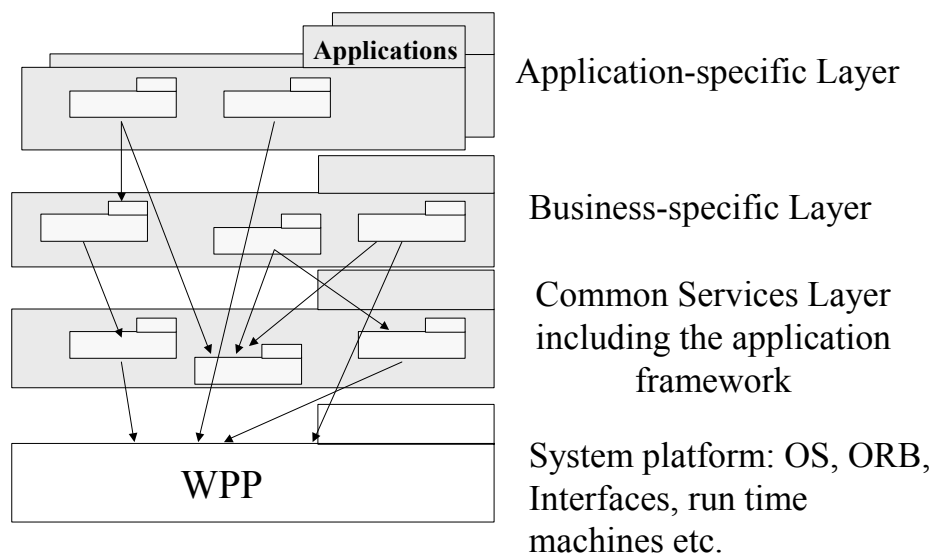 Applications
Application-specific Layer
Business-specific Layer
Common Services Layer
including the application
framework
WPP
System platform: OS, ORB,
Interfaces, run time
machines etc.